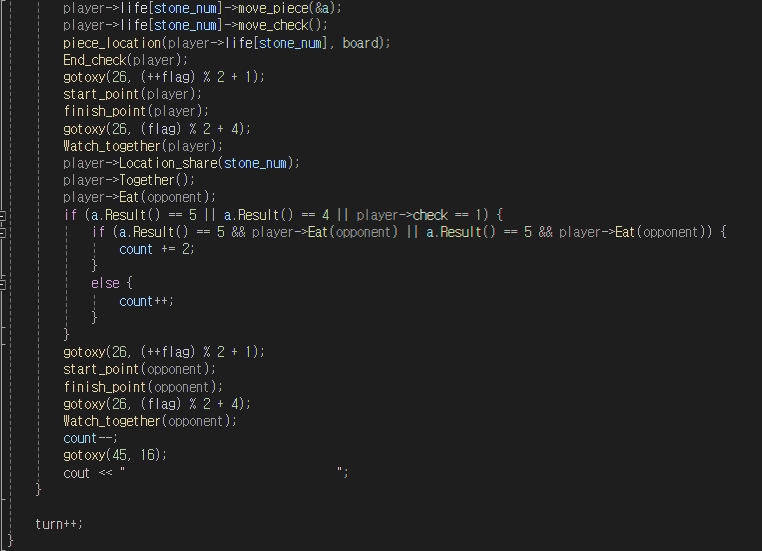 player->life[stone_num]->move_piece(&a);
player->life[stone_num]->move_check();
piece_location(player->life[stone_num], board);
End_check(player);
gotoxy(26, (++flag) % 2 + 1);
start_point(player);
finish_point(player);
gotoxy(26, (flag) % 2 + 4);
Watch_together(player);
player->Location_share(stone_num);
player->Together();
player->Eat(opponent);
if (a.Result() == 5 || a.Result() == 4 || player->check == 1) {
if (a.Result() == 5 && player->Eat(opponent) || a.Result() == 5 && player->Eat(opponent)) {
count += 2;
}
else {
count++;
}
}
gotoxy(26, (++flag) % 2 + 1);
start_point(opponent);
finish_point(opponent);
gotoxy(26, (flag) % 2 + 4);
Watch_together(opponent);
count--;
gotoxy(45, 16);
cout << "                              ";
}
turn++;
}